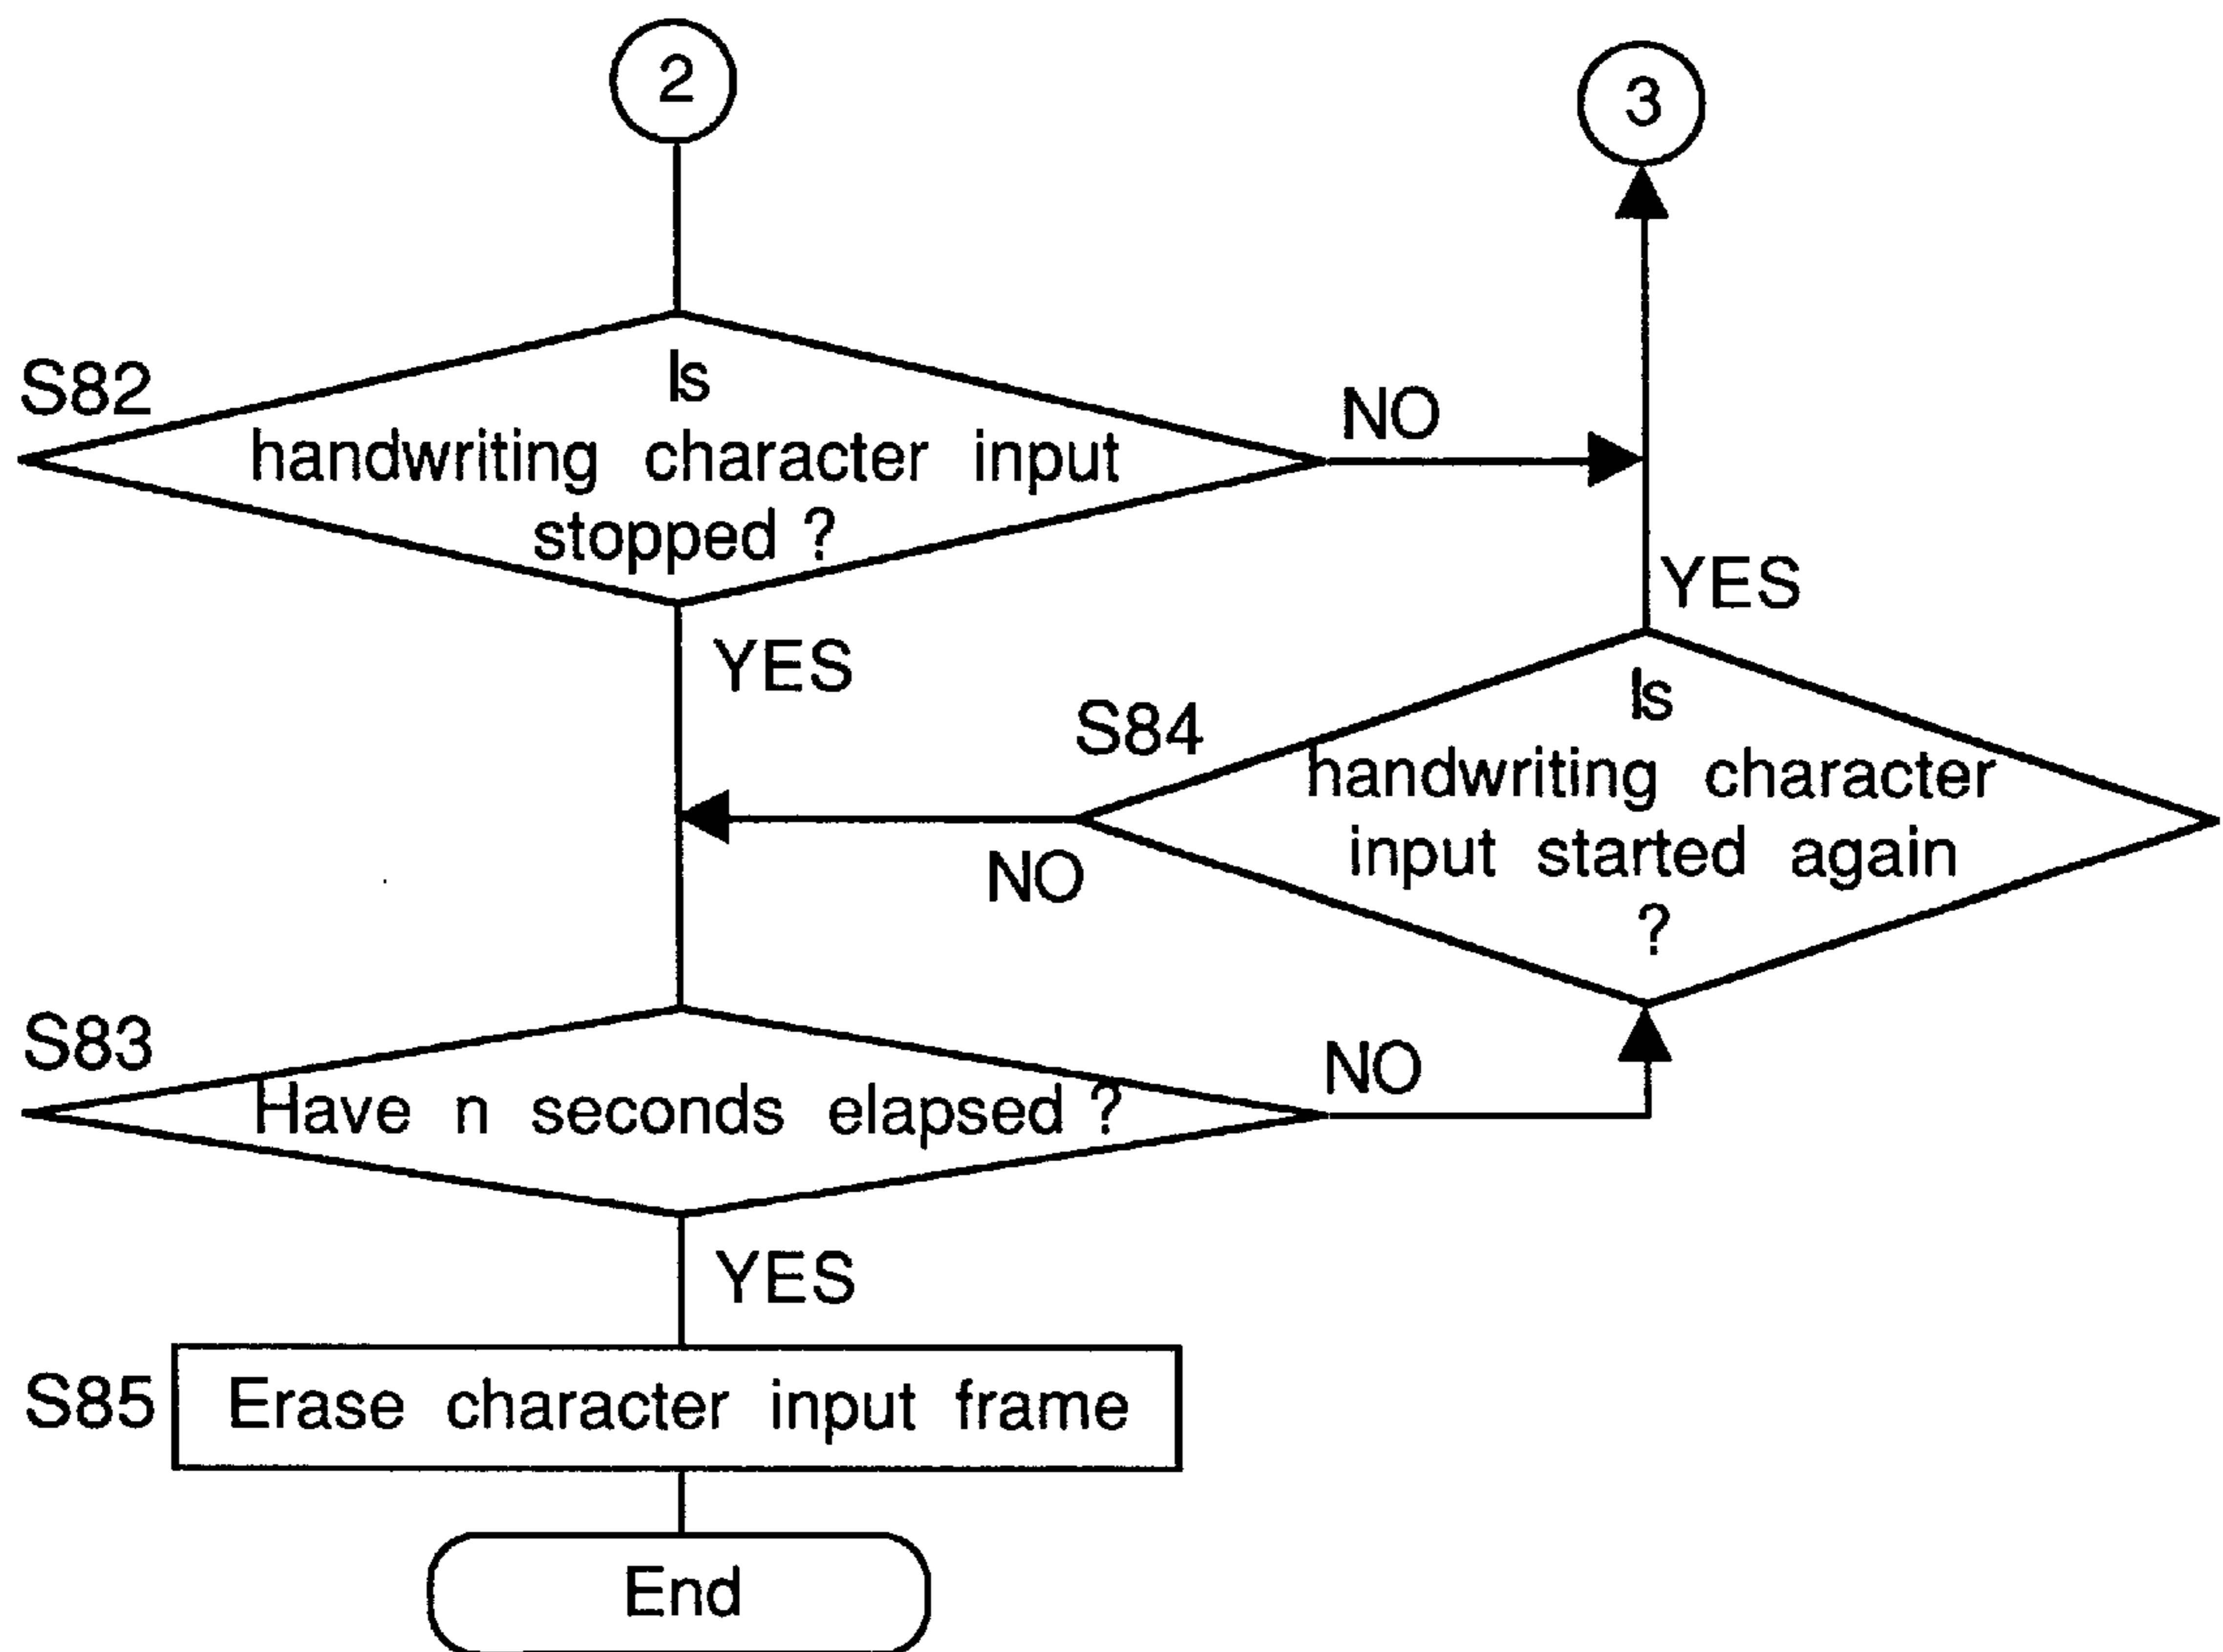 2
3
S82
Is
handwriting character input
stopped ?
NO
YES
YES
S84
Is
handwriting character
input started again
?
NO
S83
Have n seconds elapsed ?
NO
YES
S85
Erase character input frame
End